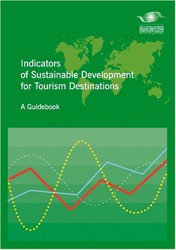 Indicators
of Sustainable Development
for Tourism Destinations
A Guidebook